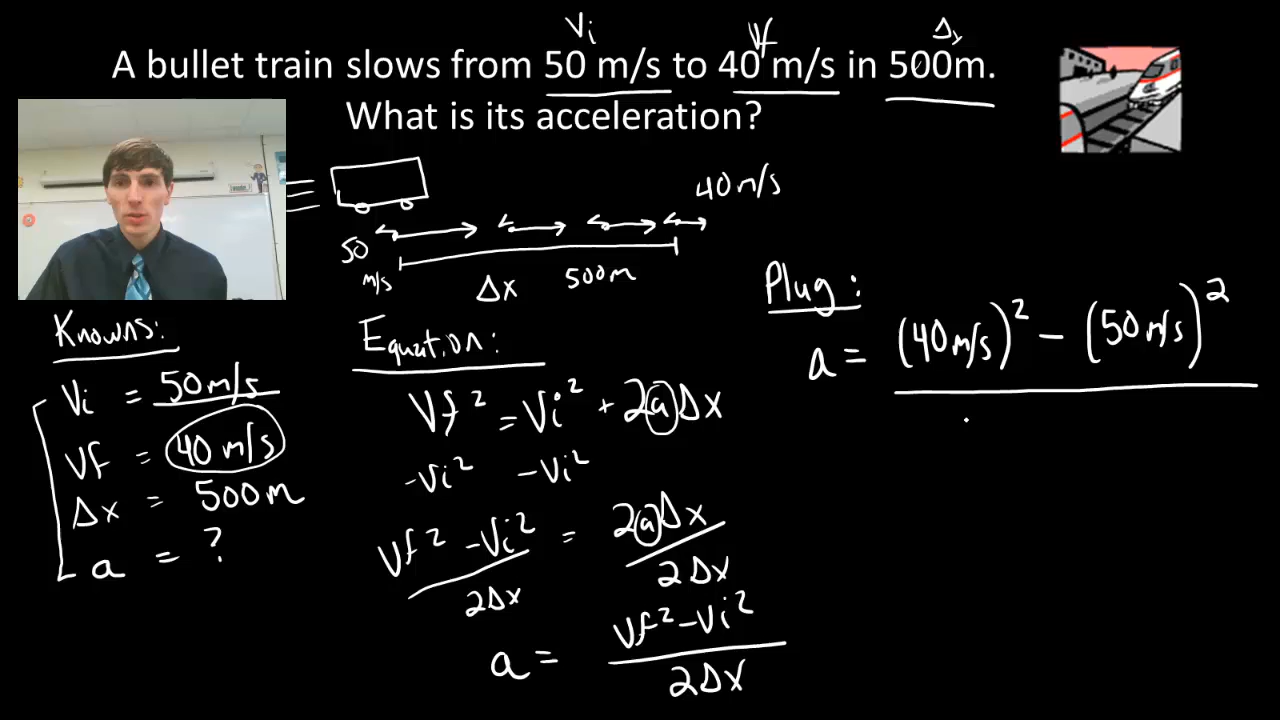 Vi Vf Δx
A bullet train slows from 50 m/s to 40 m/s in 500m.
What is its acceleration?
40 m/s
50 m/s
Δx 500m
Knowns:
Vi = 50 m/s
Vf = 40 m/s
Δx = 500m
a = ?
Equation:
Vf² = Vi² + 2aΔx
-Vi² -Vi²
Vf² - Vi² = 2aΔx
2Δx 2Δx
a = Vf² - Vi²
2Δx
Plug:
a = (40 m/s)² - (50 m/s)²